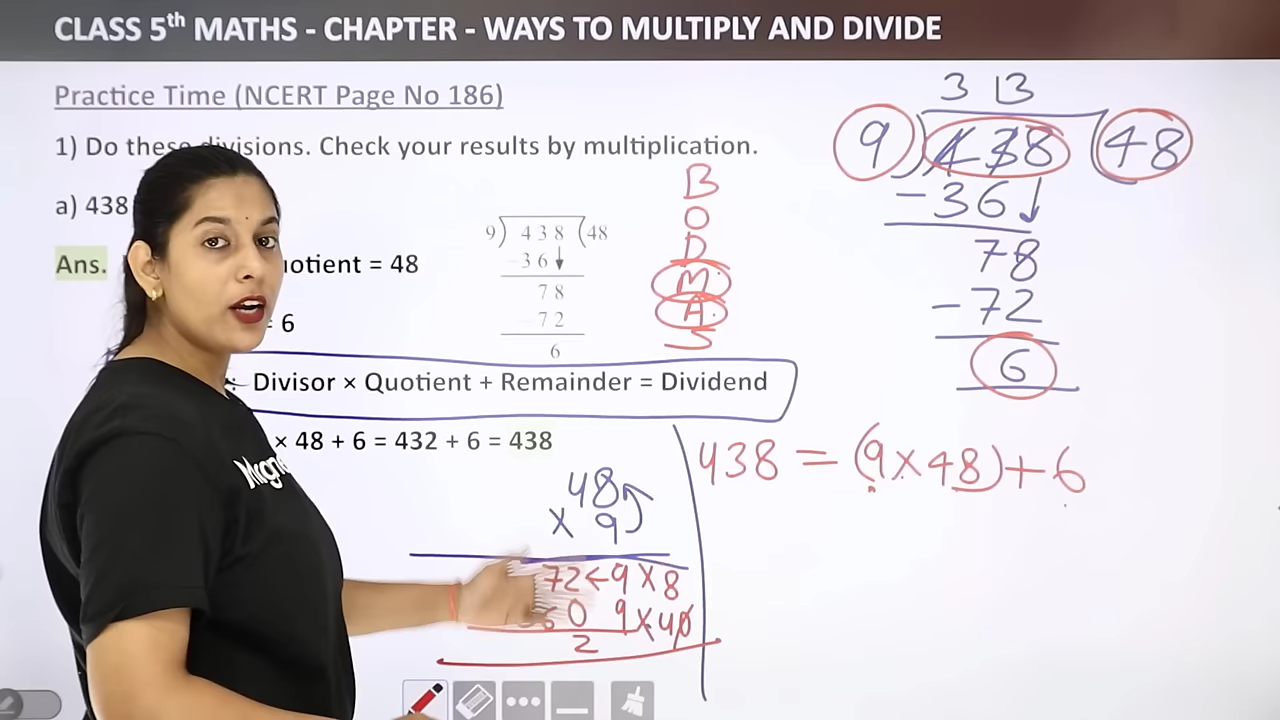 CLASS 5th MATHS - CHAPTER - WAYS TO MULTIPLY AND DIVIDE
Practice Time (NCERT Page No 186)
1) Do these divisions. Check your results by multiplication.
a) 438
Ans. uotient = 48
= 6
9) 438 (48
- 36 ↓
78
- 72
6
: Divisor × Quotient + Remainder = Dividend
× 48 + 6 = 432 + 6 = 438
B
O
D
M
A
S
3 13
9) 438 (48
- 36 ↓
78
- 72
6
438 = (9 × 48) + 6
48
× 9
72 ← 9 × 8
60 9 × 40
2